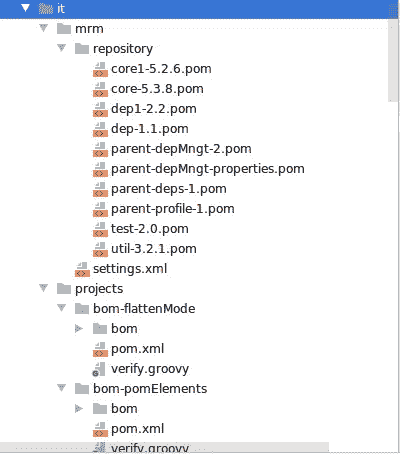 it
mrm
repository
core1-5.2.6.pom
core-5.3.8.pom
dep1-2.2.pom
dep-1.1.pom
parent-depMngt-2.pom
parent-depMngt-properties.pom
parent-deps-1.pom
parent-profile-1.pom
test-2.0.pom
util-3.2.1.pom
settings.xml
projects
bom-flattenMode
bom
pom.xml
verify.groovy
bom-pomElements
bom
pom.xml
verify.groovy